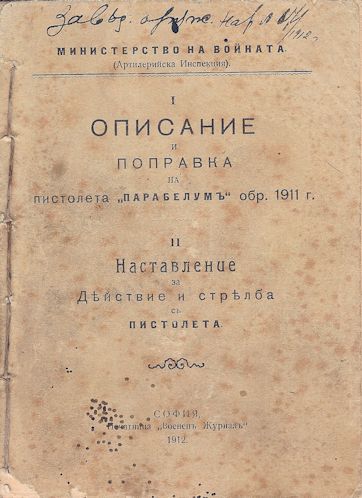 МИНИСТЕРСТВО НА ВОЙНАТА.
(Артилерийска Инспекция).
I
ОПИСАНИЕ
и
ПОПРАВКА
НА
пистолета „ПАРАБЕЛУМЪ" обр. 1911 г.
II
Наставление
за
Дѣйствие и стрѣлба
съ
ПИСТОЛЕТА.
СОФИЯ,
Печатница „Воененъ Журналъ"
1912.